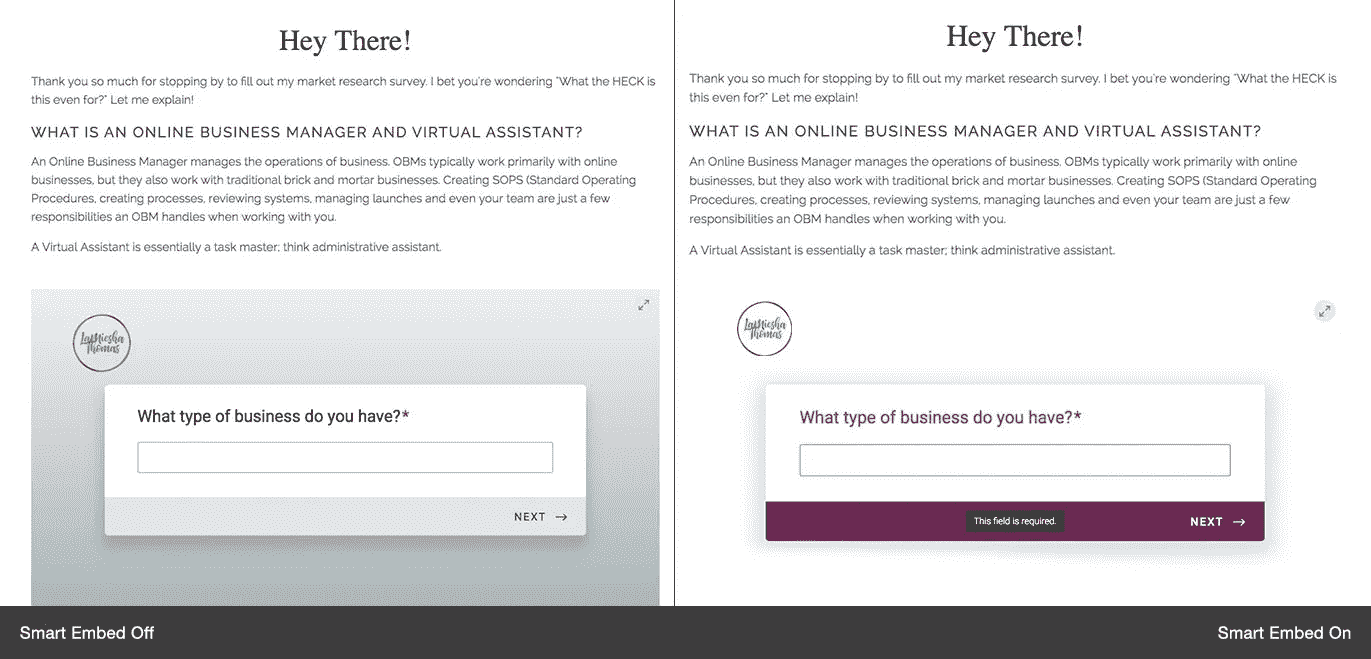 Hey There!
Thank you so much for stopping by to fill out my market research survey. I bet you're wondering "What the HECK is
this even for?" Let me explain!
WHAT IS AN ONLINE BUSINESS MANAGER AND VIRTUAL ASSISTANT?
An Online Business Manager manages the operations of business. OBMs typically work primarily with online
businesses, but they also work with traditional brick and mortar businesses. Creating SOPS (Standard Operating
Procedures, creating processes, reviewing systems, managing launches and even your team are just a few
responsibilities an OBM handles when working with you.
A Virtual Assistant is essentially a task master; think administrative assistant.
LaMiesha
Thomas
What type of business do you have?*
NEXT →
Smart Embed Off
Hey There!
Thank you so much for stopping by to fill out my market research survey. I bet you're wondering "What the HECK is
this even for?" Let me explain!
WHAT IS AN ONLINE BUSINESS MANAGER AND VIRTUAL ASSISTANT?
An Online Business Manager manages the operations of business. OBMs typically work primarily with online
businesses, but they also work with traditional brick and mortar businesses. Creating SOPS (Standard Operating
Procedures, creating processes, reviewing systems, managing launches and even your team are just a few
responsibilities an OBM handles when working with you.
A Virtual Assistant is essentially a task master; think administrative assistant.
LaMiesha
Thomas
What type of business do you have?*
This field is required.
NEXT →
Smart Embed On